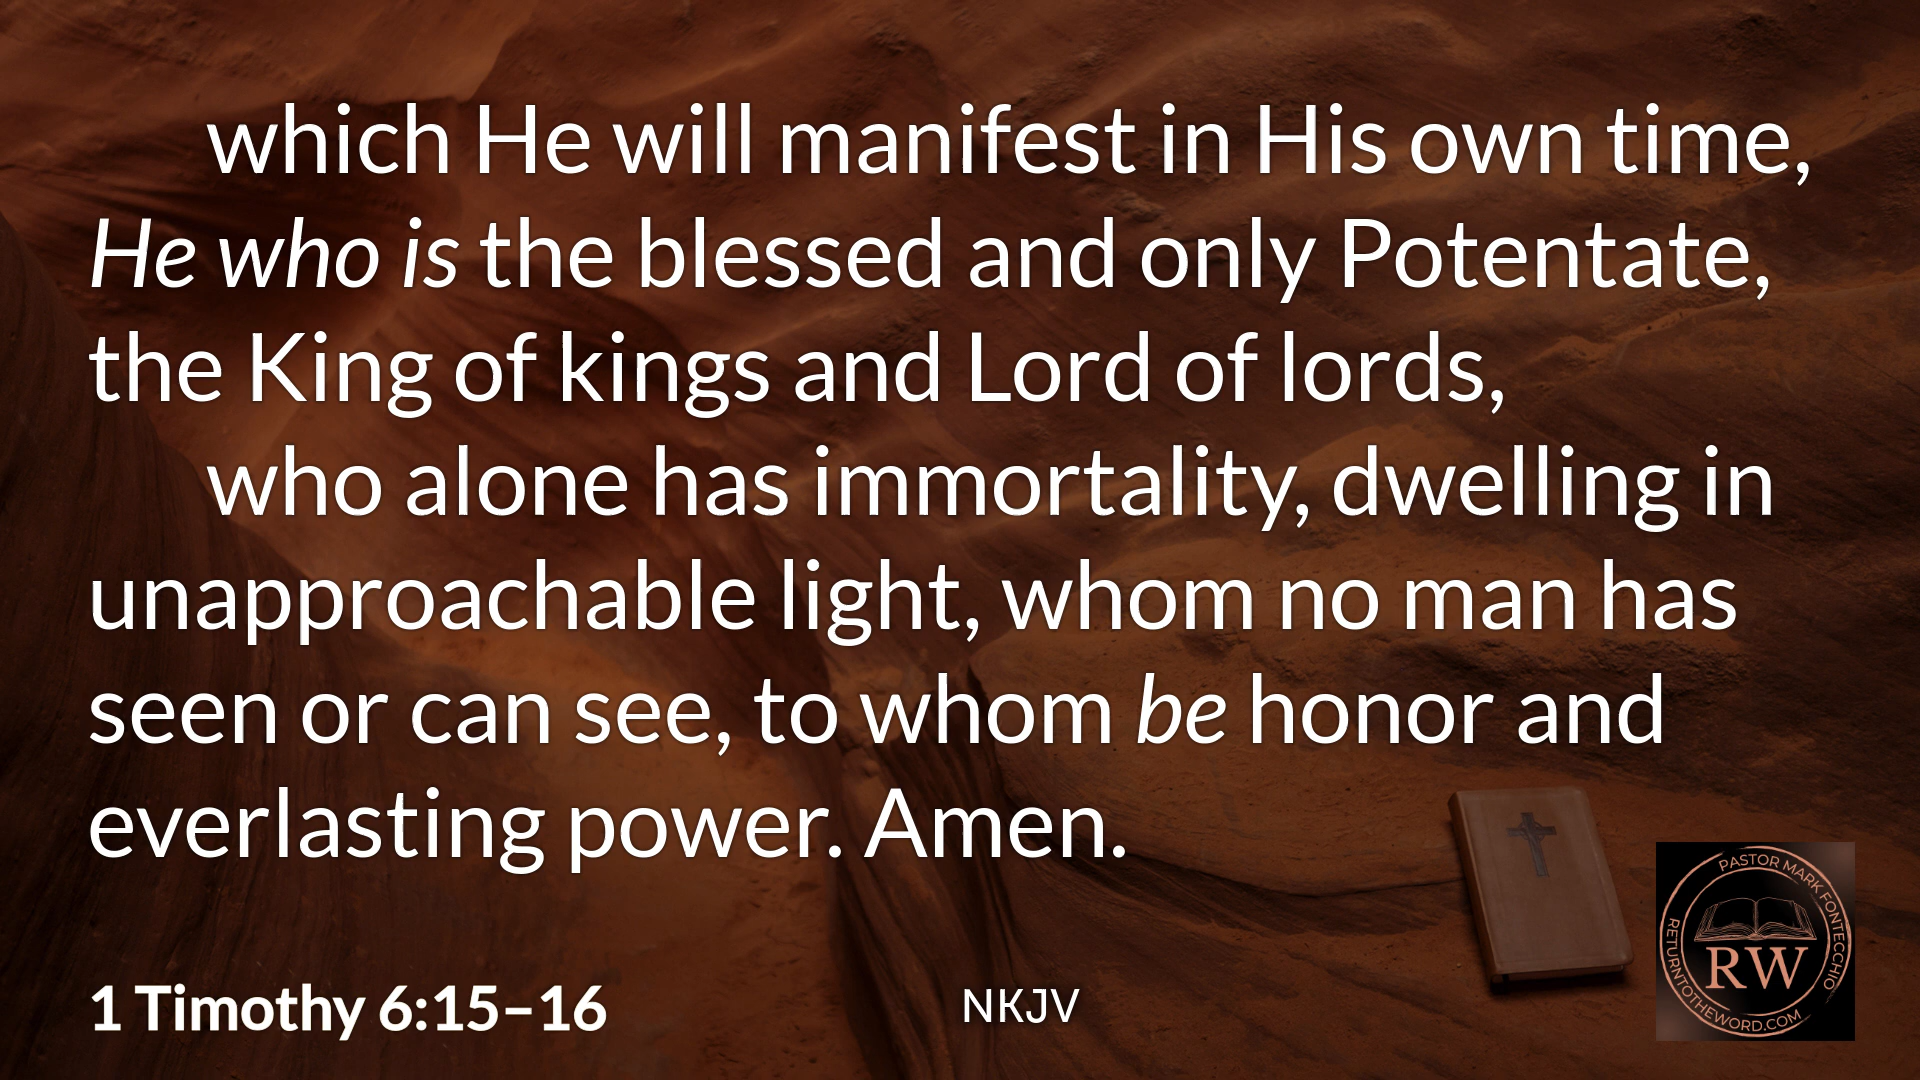 which He will manifest in His own time,
He who is the blessed and only Potentate,
the King of kings and Lord of lords,
who alone has immortality, dwelling in
unapproachable light, whom no man has
seen or can see, to whom be honor and
everlasting power. Amen.
1 Timothy 6:15–16
NKJV
PASTOR MARK FONTECCHIO
RW
RETURNTOTHEWORD.COM